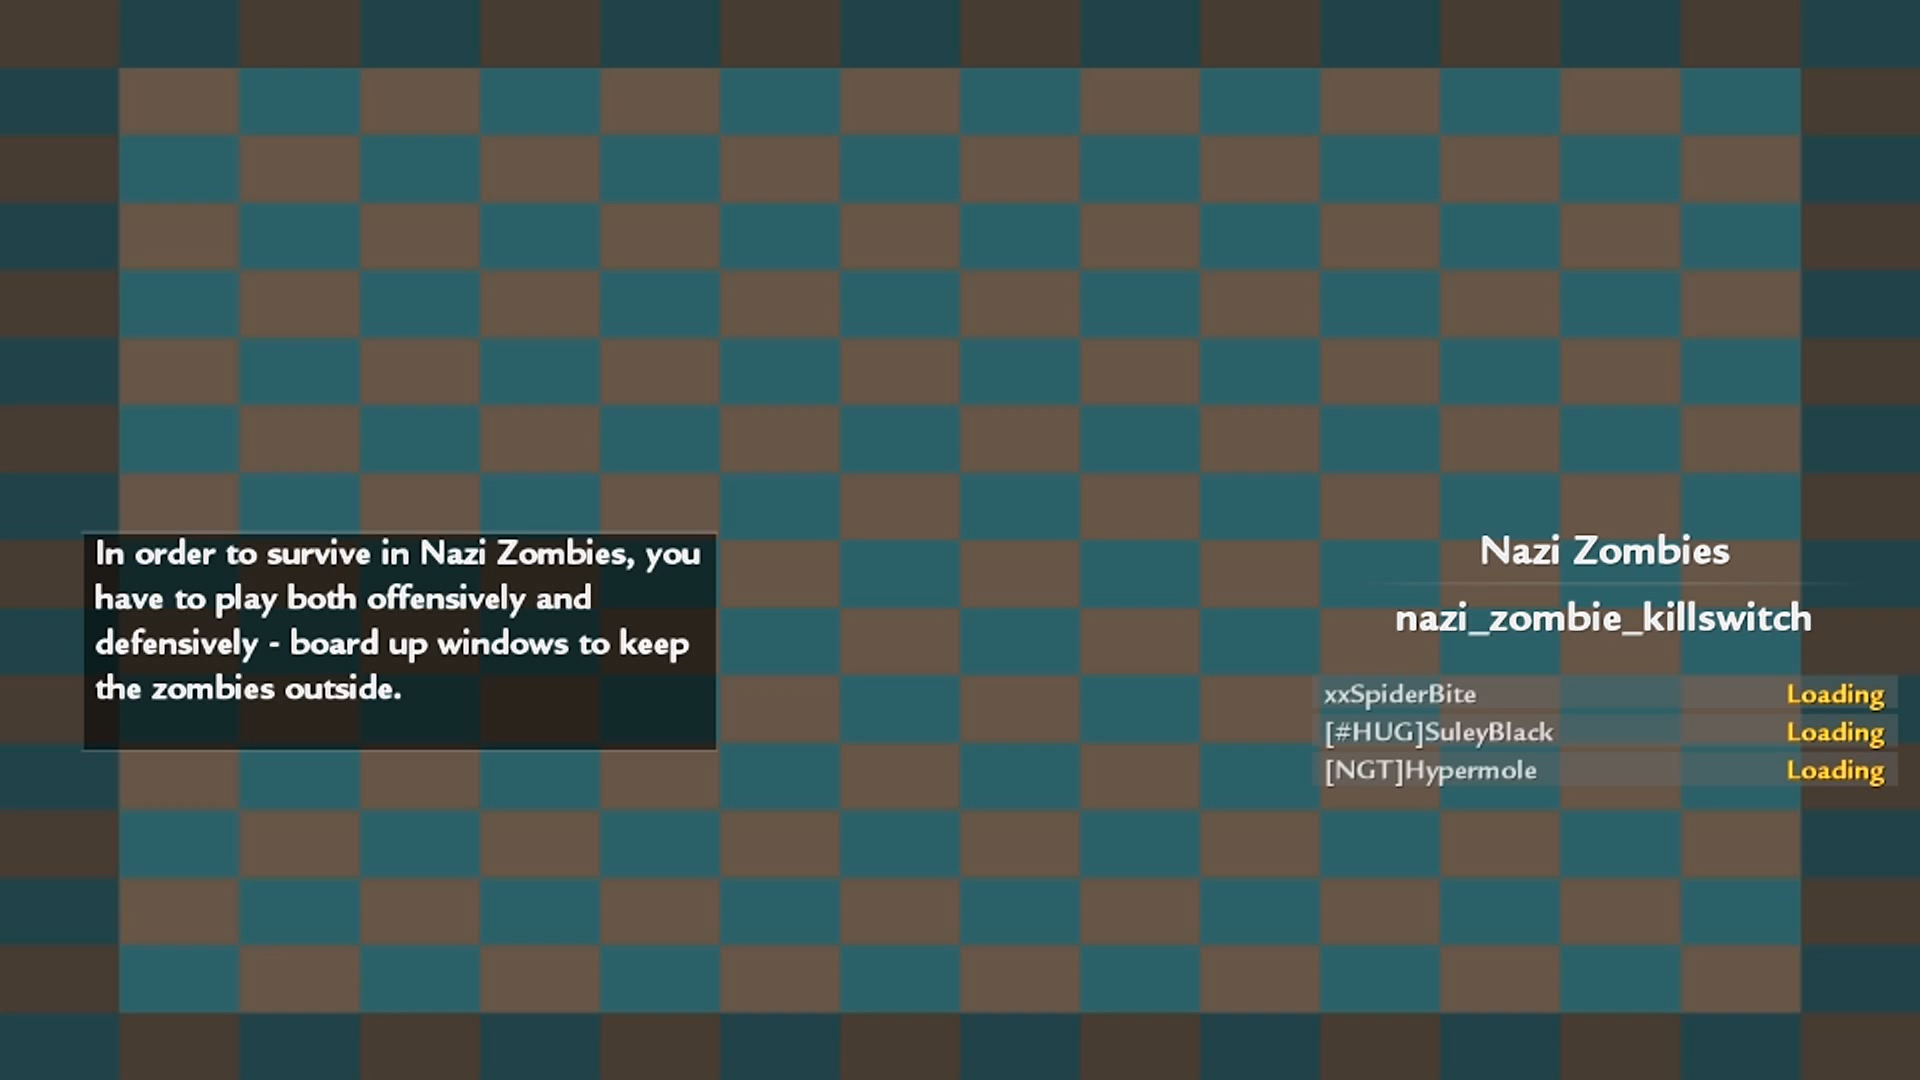 In order to survive in Nazi Zombies, you
have to play both offensively and
defensively - board up windows to keep
the zombies outside.
Nazi Zombies
nazi_zombie_killswitch
xxSpiderBite Loading
[#HUG]SuleyBlack Loading
[NGT]Hypermole Loading